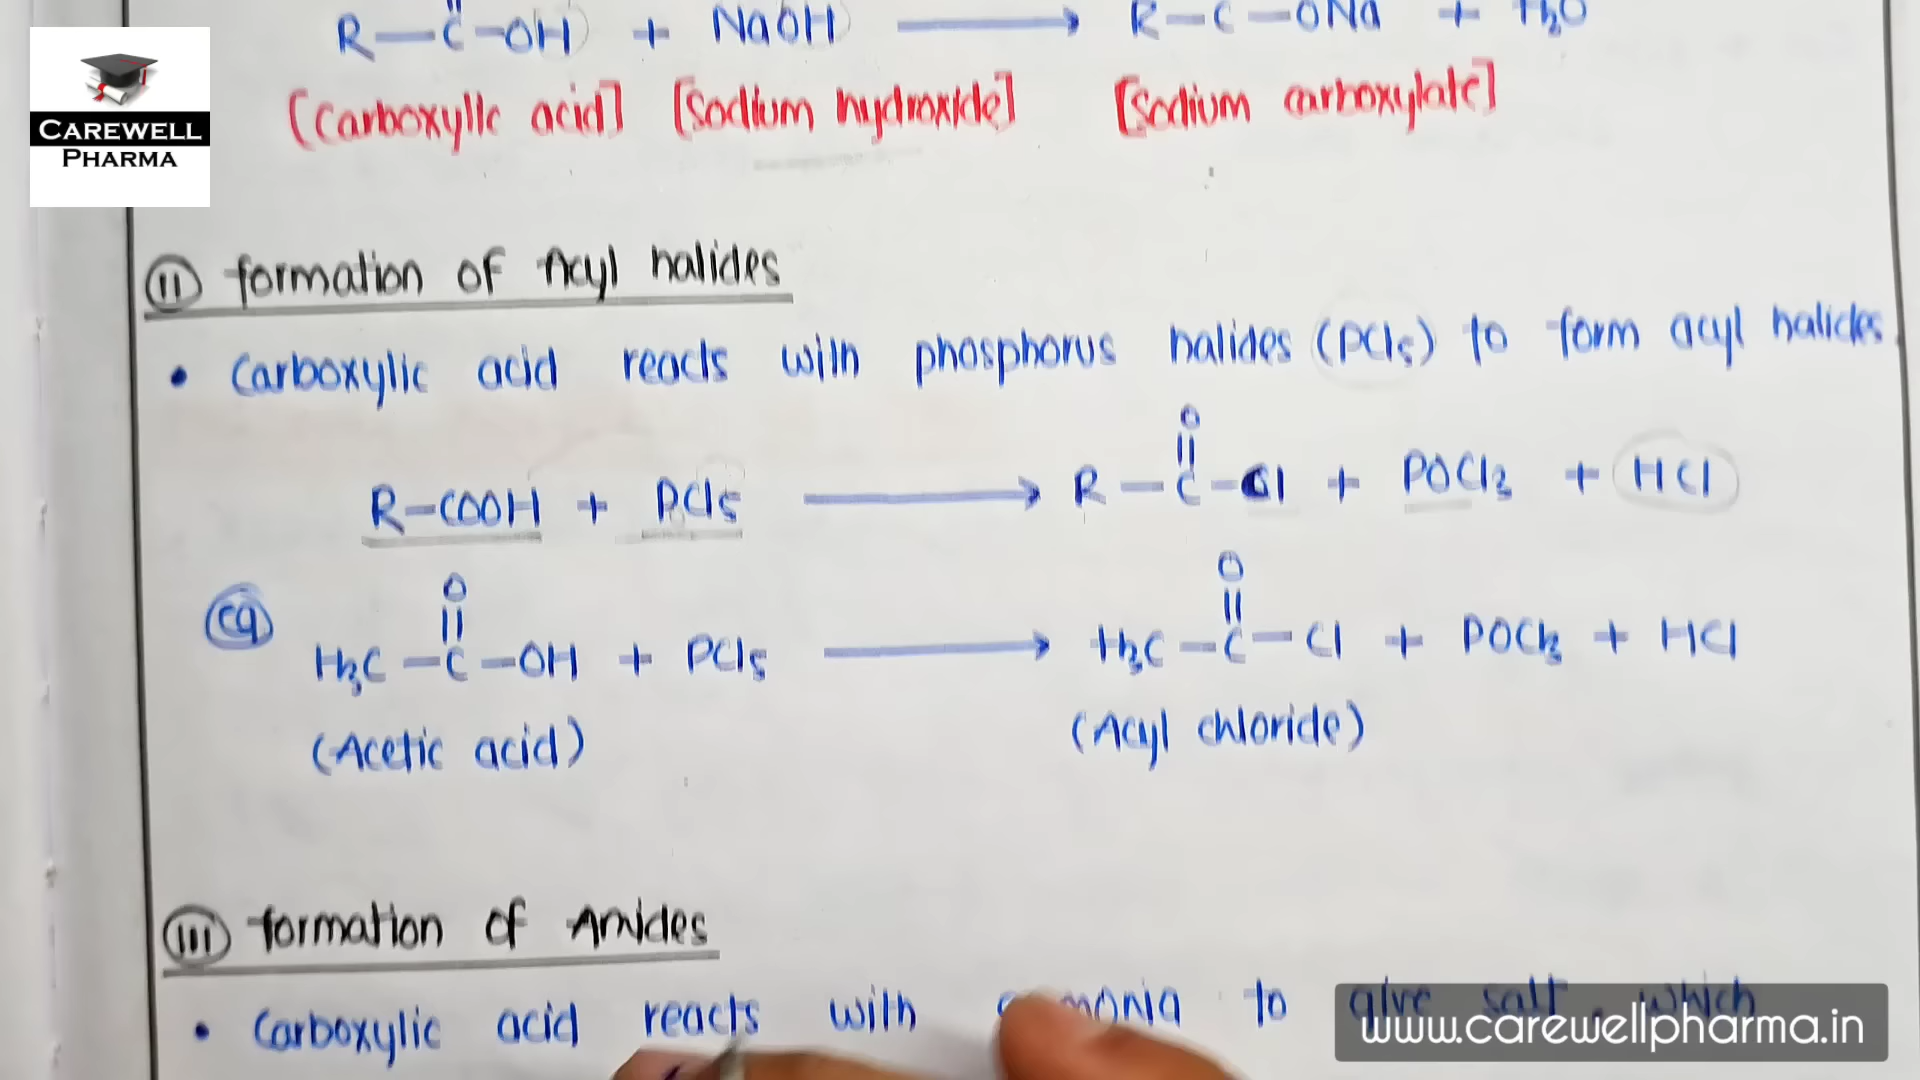 R—C—OH + NaOH → R—C—ONa + H₂O
CAREWELL
PHARMA
[Carboxylic acid] [Sodium hydroxide] [Sodium carboxylate]
(II) formation of Acyl halides
• Carboxylic acid reacts with phosphorus halides (PCl₅) to form acyl halides.
O
||
R—COOH + PCl₅ → R—C—Cl + POCl₃ + HCl
O O
|| ||
eg H₃C—C—OH + PCl₅ → H₃C—C—Cl + POCl₃ + HCl
(Acetic acid) (Acyl chloride)
(III) formation of Amides
• Carboxylic acid reacts with to give salt, which
www.carewellpharma.in